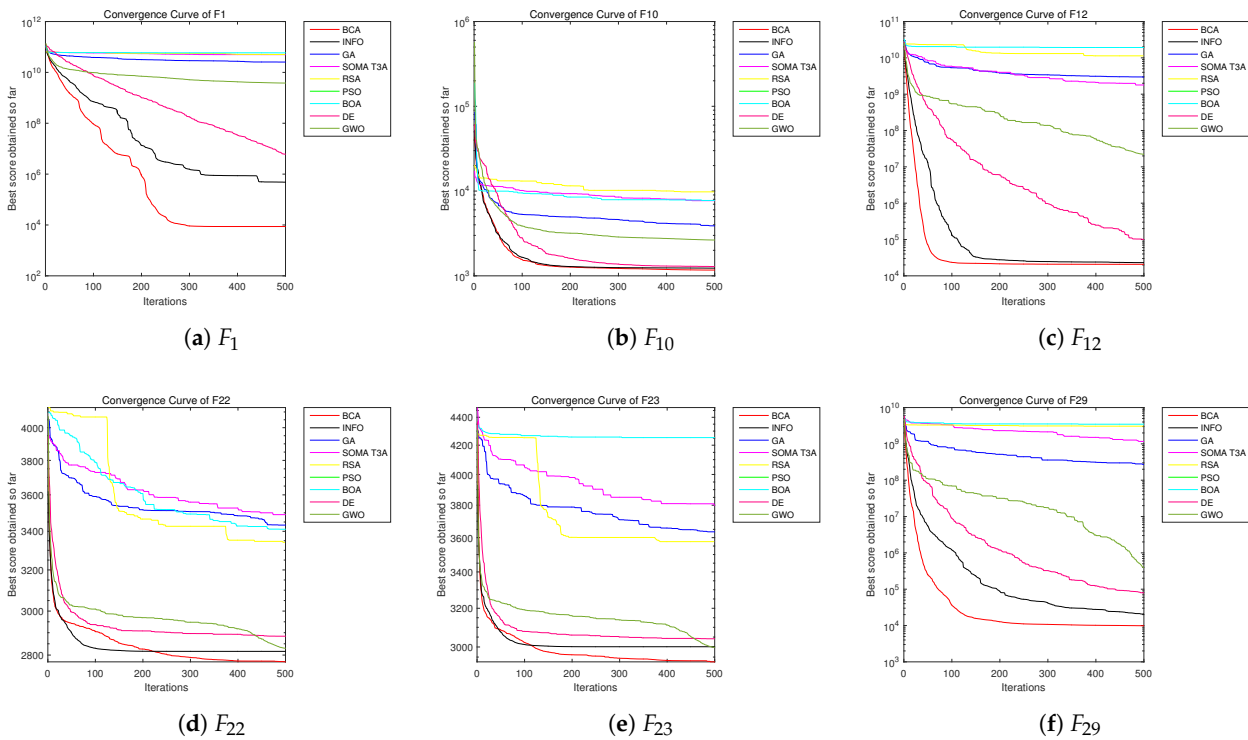 Convergence Curve of F1
Best score obtained so far
10^12
10^10
10^8
10^6
10^4
10^2
0 100 200 300 400 500
Iterations
BCA
INFO
GA
SOMA T3A
RSA
PSO
BOA
DE
GWO
(a) F1
Convergence Curve of F10
Best score obtained so far
10^6
10^5
10^4
10^3
0 100 200 300 400 500
Iterations
BCA
INFO
GA
SOMA T3A
RSA
PSO
BOA
DE
GWO
(b) F10
Convergence Curve of F12
Best score obtained so far
10^11
10^10
10^9
10^8
10^7
10^6
10^5
10^4
0 100 200 300 400 500
Iterations
BCA
INFO
GA
SOMA T3A
RSA
PSO
BOA
DE
GWO
(c) F12
Convergence Curve of F22
Best score obtained so far
4000
3800
3600
3400
3200
3000
2800
0 100 200 300 400 500
Iterations
BCA
INFO
GA
SOMA T3A
RSA
PSO
BOA
DE
GWO
(d) F22
Convergence Curve of F23
Best score obtained so far
4400
4200
4000
3800
3600
3400
3200
3000
0 100 200 300 400 500
Iterations
BCA
INFO
GA
SOMA T3A
RSA
PSO
BOA
DE
GWO
(e) F23
Convergence Curve of F29
Best score obtained so far
10^10
10^9
10^8
10^7
10^6
10^5
10^4
10^3
0 100 200 300 400 500
Iterations
BCA
INFO
GA
SOMA T3A
RSA
PSO
BOA
DE
GWO
(f) F29